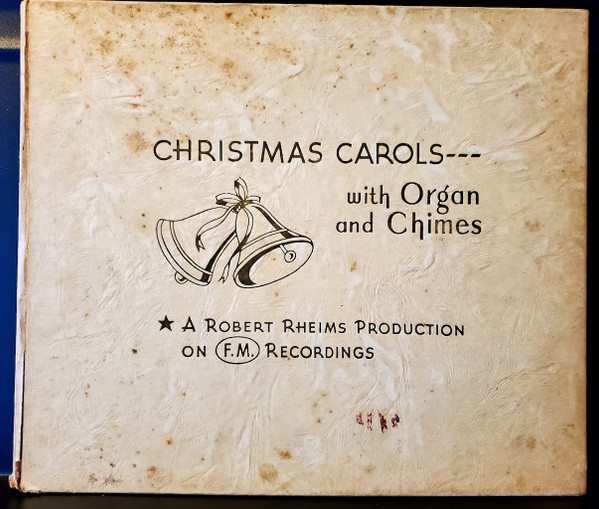 CHRISTMAS CAROLS---
with Organ
and Chimes
★ A ROBERT RHEIMS PRODUCTION
ON F.M. RECORDINGS